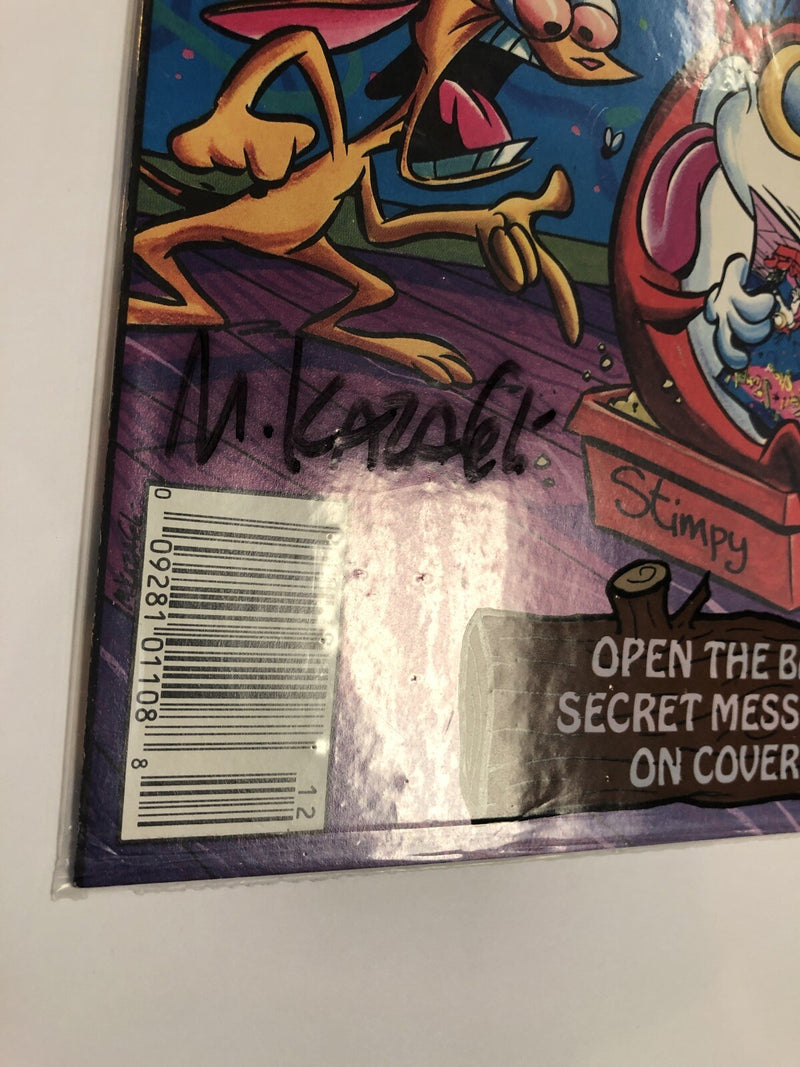 M. KAZALEh
Stimpy
0 09281 01108 8
12
OPEN THE B
SECRET MESS
ON COVER